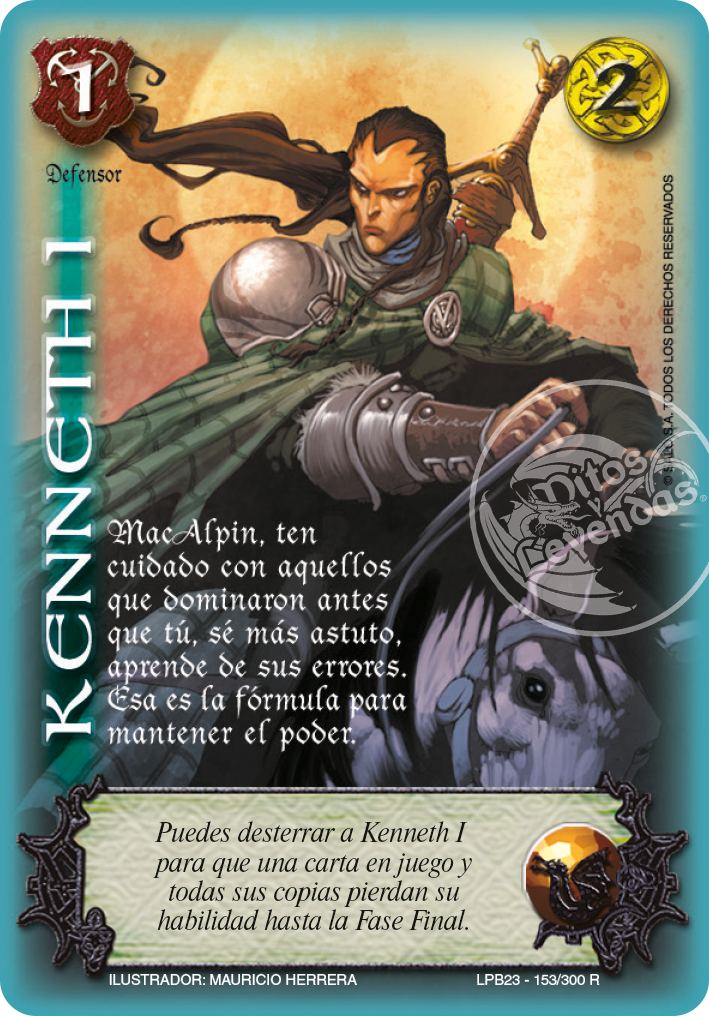 1
2
Defensor
KENNETH I
© SALO S.A. TODOS LOS DERECHOS RESERVADOS
Mitos
y
Leyendas
MacAlpin, ten
cuidado con aquellos
que dominaron antes
que tú, sé más astuto,
aprende de sus errores.
Esa es la fórmula para
mantener el poder.
Puedes desterrar a Kenneth I
para que una carta en juego y
todas sus copias pierdan su
habilidad hasta la Fase Final.
ILUSTRADOR: MAURICIO HERRERA
LPB23 - 153/300 R